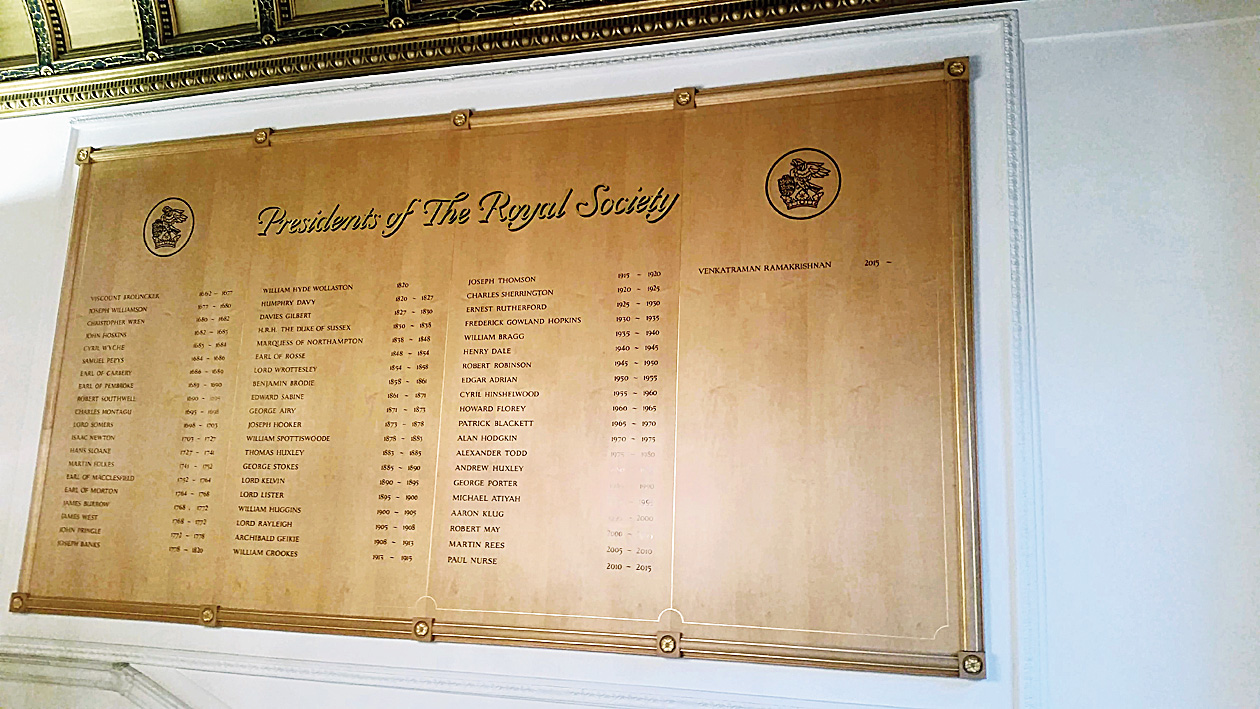 Presidents of The Royal Society
VISCOUNT BROUNCKER 1662 – 1677
JOSEPH WILLIAMSON 1677 – 1680
CHRISTOPHER WREN 1680 – 1682
JOHN HOSKINS 1682 – 1683
CYRIL WYCHE 1683 – 1684
SAMUEL PEPYS 1684 – 1686
EARL OF CARBERY 1686 – 1689
EARL OF PEMBROKE 1689 – 1690
ROBERT SOUTHWELL 1690 –
CHARLES MONTAGU 1695 – 1698
LORD SOMERS 1698 – 1703
ISAAC NEWTON 1703 – 1727
HANS SLOANE 1727 – 1741
MARTIN FOLKES 1741 – 1752
EARL OF MACCLESFIELD 1752 – 1764
EARL OF MORTON 1764 – 1768
JAMES BURROW 1768 : 1772
JAMES WEST 1768 – 1772
JOHN PRINGLE 1772 – 1778
JOSEPH BANKS 1778 – 1820
WILLIAM HYDE WOLLASTON 1820
HUMPHRY DAVY 1820 – 1827
DAVIES GILBERT 1827 – 1830
H.R.H. THE DUKE OF SUSSEX 1830 – 1838
MARQUESS OF NORTHAMPTON 1838 – 1848
EARL OF ROSSE 1848 – 1854
LORD WROTTESLEY 1854 – 1858
BENJAMIN BRODIE 1858 – 1861
EDWARD SABINE 1861 – 1871
GEORGE AIRY 1871 – 1873
JOSEPH HOOKER 1873 – 1878
WILLIAM SPOTTISWOODE 1878 – 1883
THOMAS HUXLEY 1883 – 1885
GEORGE STOKES 1885 – 1890
LORD KELVIN 1890 – 1895
LORD LISTER 1895 – 1900
WILLIAM HUGGINS 1900 – 1905
LORD RAYLEIGH 1905 – 1908
ARCHIBALD GEIKIE 1908 – 1913
WILLIAM CROOKES 1913 – 1915
JOSEPH THOMSON 1915 – 1920
CHARLES SHERRINGTON 1920 – 1925
ERNEST RUTHERFORD 1925 – 1930
FREDERICK GOWLAND HOPKINS 1930 – 1935
WILLIAM BRAGG 1935 – 1940
HENRY DALE 1940 – 1945
ROBERT ROBINSON 1945 – 1950
EDGAR ADRIAN 1950 – 1955
CYRIL HINSHELWOOD 1955 – 1960
HOWARD FLOREY 1960 – 1965
PATRICK BLACKETT 1965 – 1970
ALAN HODGKIN 1970 – 1975
ALEXANDER TODD 1975 – 1980
ANDREW HUXLEY
GEORGE PORTER 1990
MICHAEL ATIYAH
AARON KLUG – 2000
ROBERT MAY 2000 –
MARTIN REES 2005 – 2010
PAUL NURSE 2010 – 2015
VENKATRAMAN RAMAKRISHNAN 2015 –